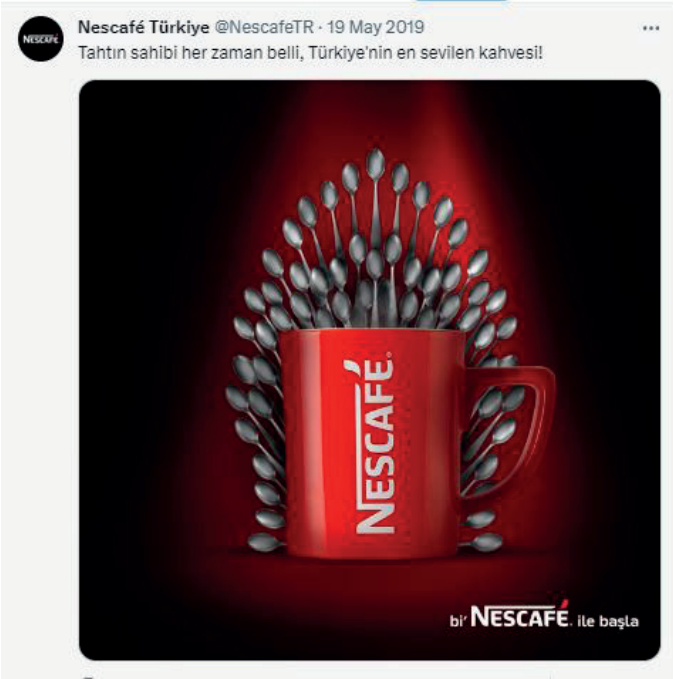 NESCAFÉ
Nescafé Türkiye @NescafeTR · 19 May 2019
Tahtın sahibi her zaman belli, Türkiye'nin en sevilen kahvesi!
NESCAFÉ.
bi' NESCAFÉ. ile başla